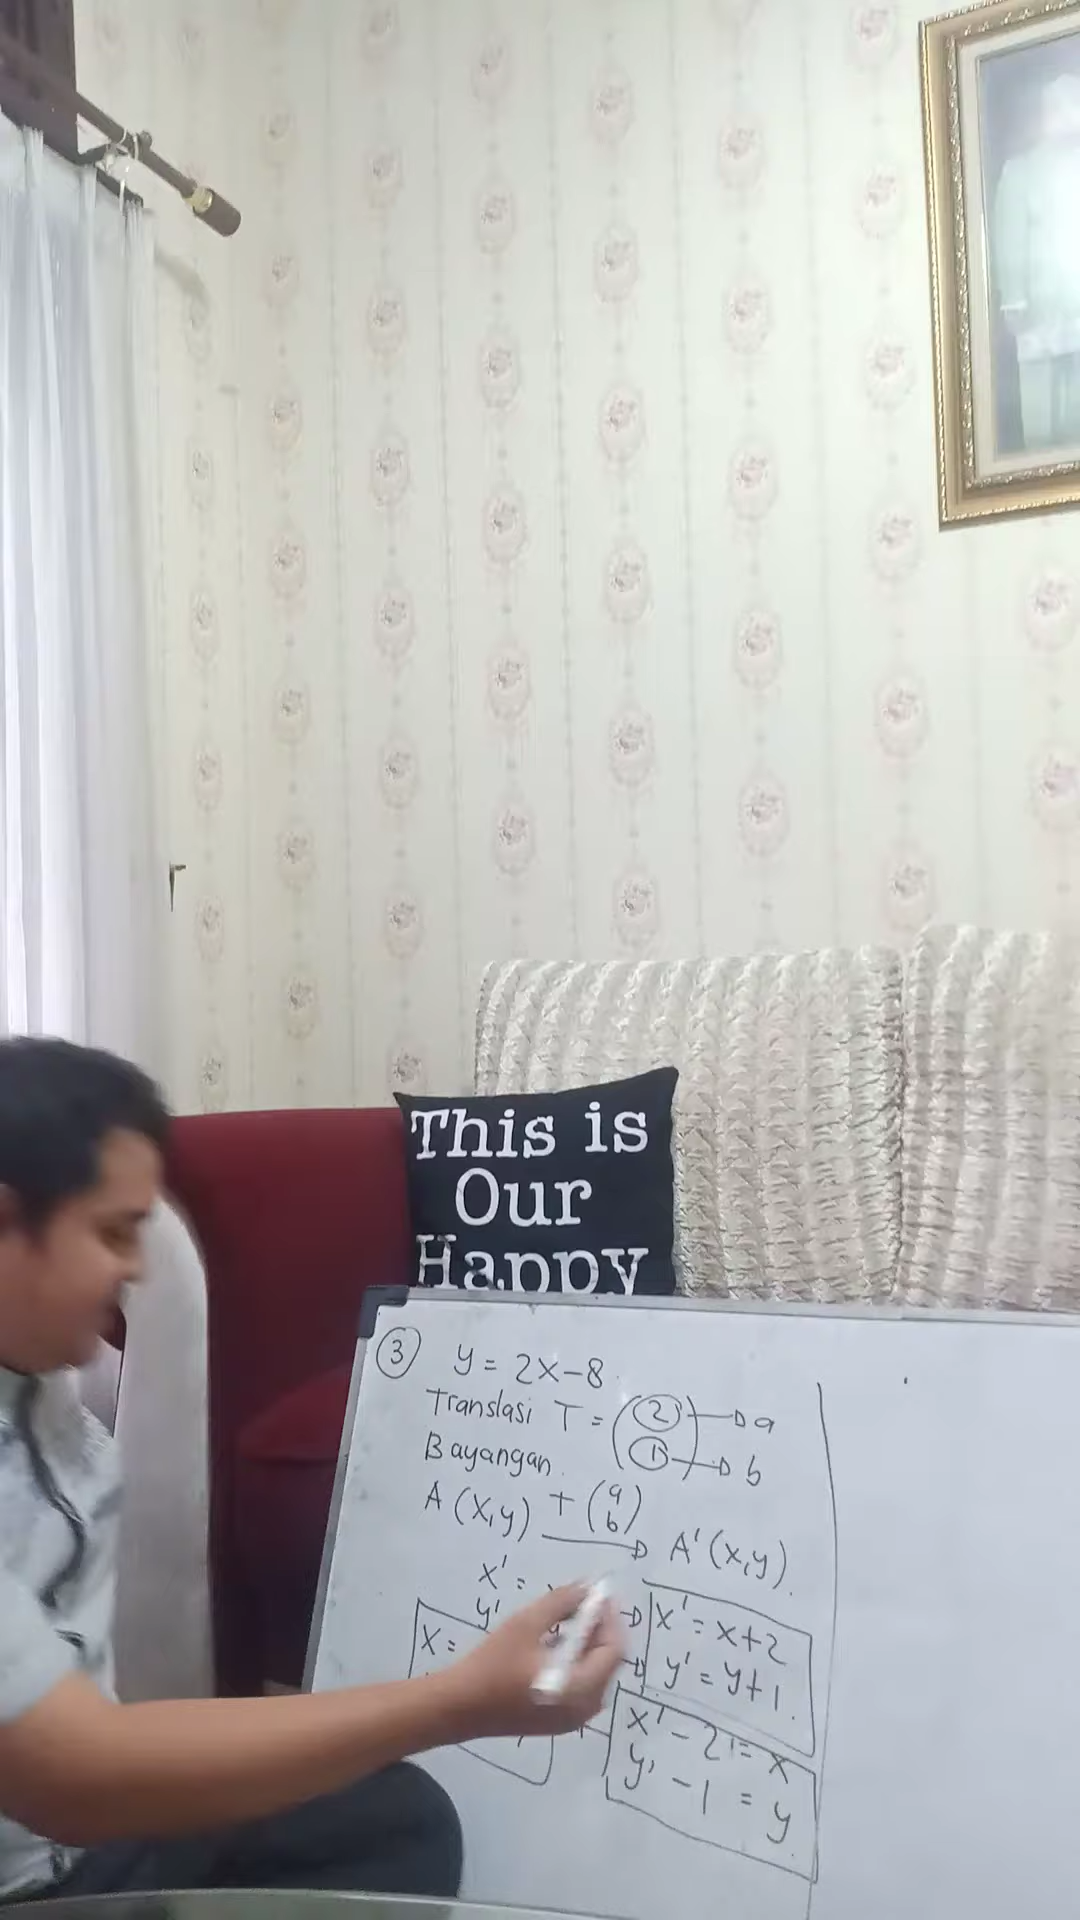 This is
Our
Happy
3 y = 2x - 8
Translasi T = (2 1) → a → b
Bayangan
A (x,y) + (a b) → A' (x,y)
x' =
y'
x' = x+2
y' = y+1
x =
x' - 2 = x
y' - 1 = y